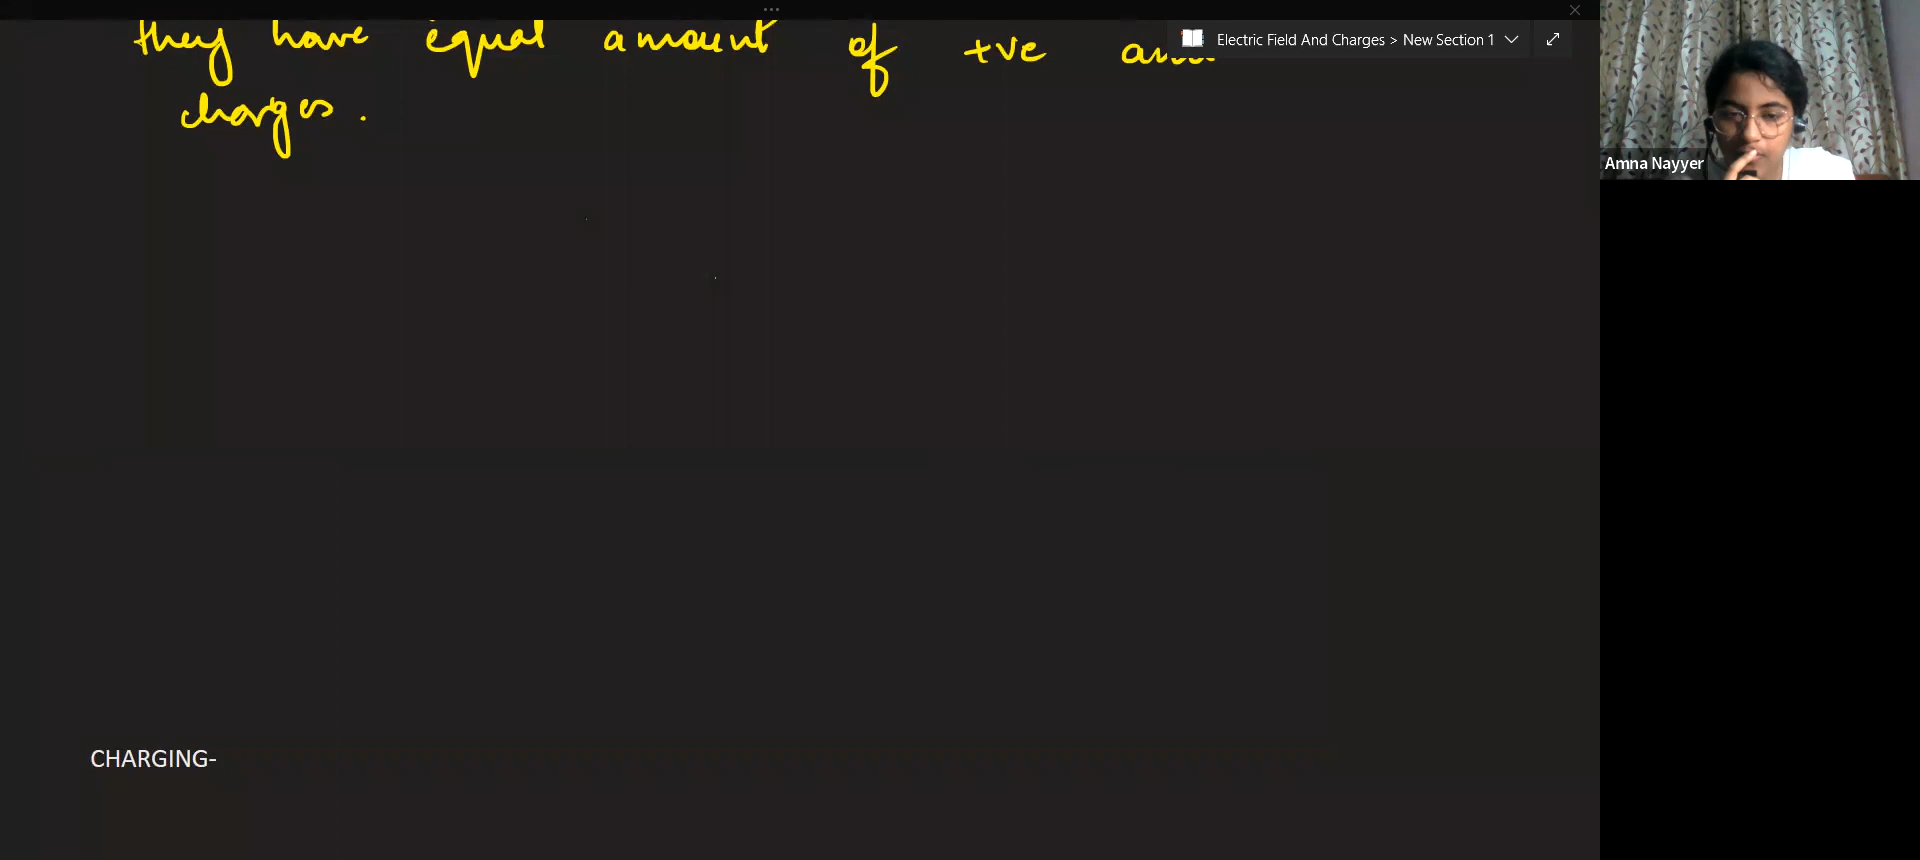 they have equal amount of +ve
charges.
Electric Field And Charges > New Section 1
Amna Nayyer
CHARGING-